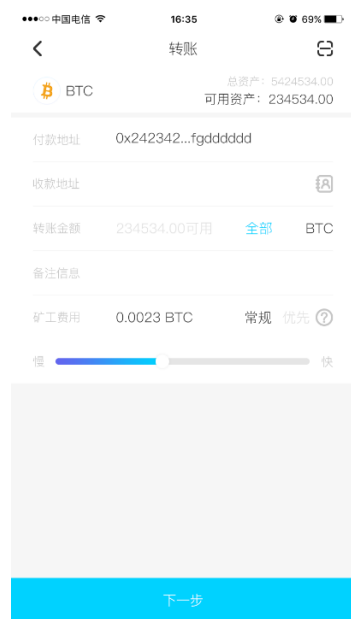 中国电信 16:35 69%
转账
总资产：5424534.00
BTC
可用资产：234534.00
付款地址 0x242342...fgdddddd
收款地址
转账金额 234534.00可用 全部 BTC
备注信息
矿工费用 0.0023 BTC 常规 优先 ?
慢 快
下一步